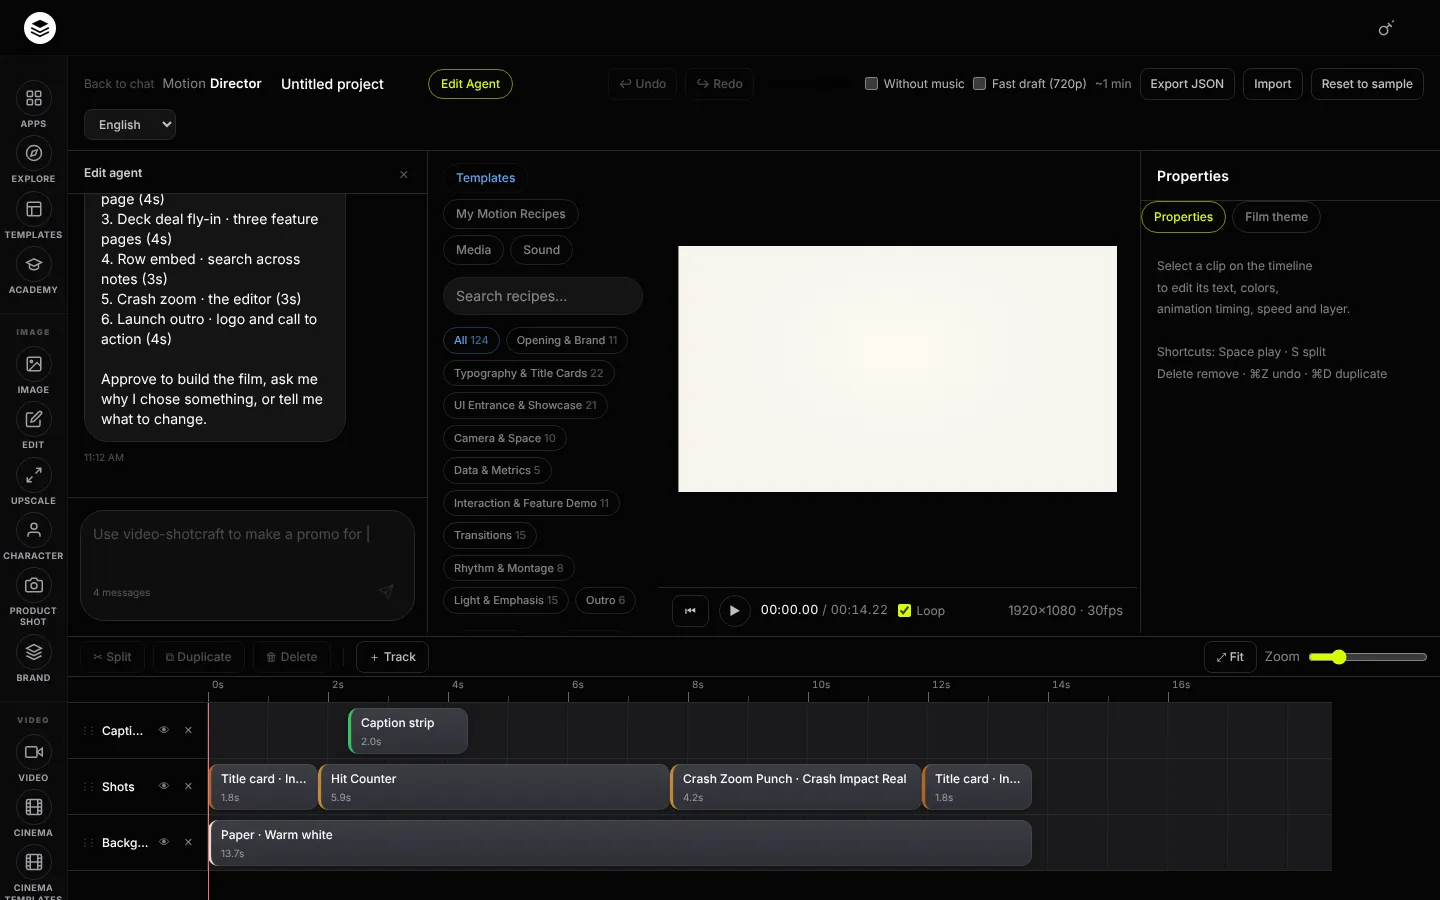 Back to chat Motion Director Untitled project Edit Agent ↩ Undo ↪ Redo Without music Fast draft (720p) ~1 min Export JSON Import Reset to sample
English
APPS
EXPLORE
TEMPLATES
ACADEMY
IMAGE
IMAGE
EDIT
UPSCALE
CHARACTER
PRODUCT
SHOT
BRAND
VIDEO
VIDEO
CINEMA
CINEMA
TEMPLATES
Edit agent ×
page (4s)
3. Deck deal fly-in · three feature
pages (4s)
4. Row embed · search across
notes (3s)
5. Crash zoom · the editor (3s)
6. Launch outro · logo and call to
action (4s)
Approve to build the film, ask me
why I chose something, or tell me
what to change.
11:12 AM
Use video-shotcraft to make a promo for |
4 messages
Templates
My Motion Recipes
Media Sound
Search recipes...
All 124 Opening & Brand 11
Typography & Title Cards 22
UI Entrance & Showcase 21
Camera & Space 10
Data & Metrics 5
Interaction & Feature Demo 11
Transitions 15
Rhythm & Montage 8
Light & Emphasis 15 Outro 6
00:00.00 / 00:14.22 Loop 1920×1080 · 30fps
Properties
Properties Film theme
Select a clip on the timeline
to edit its text, colors,
animation timing, speed and layer.
Shortcuts: Space play · S split
Delete remove · ⌘Z undo · ⌘D duplicate
✂ Split ⧉ Duplicate 🗑 Delete + Track ⤢ Fit Zoom
0s 2s 4s 6s 8s 10s 12s 14s 16s
Capti... ×
Caption strip
2.0s
Shots ×
Title card · In... Hit Counter Crash Zoom Punch · Crash Impact Real Title card · In...
1.8s 5.9s 4.2s 1.8s
Backg... ×
Paper · Warm white
13.7s